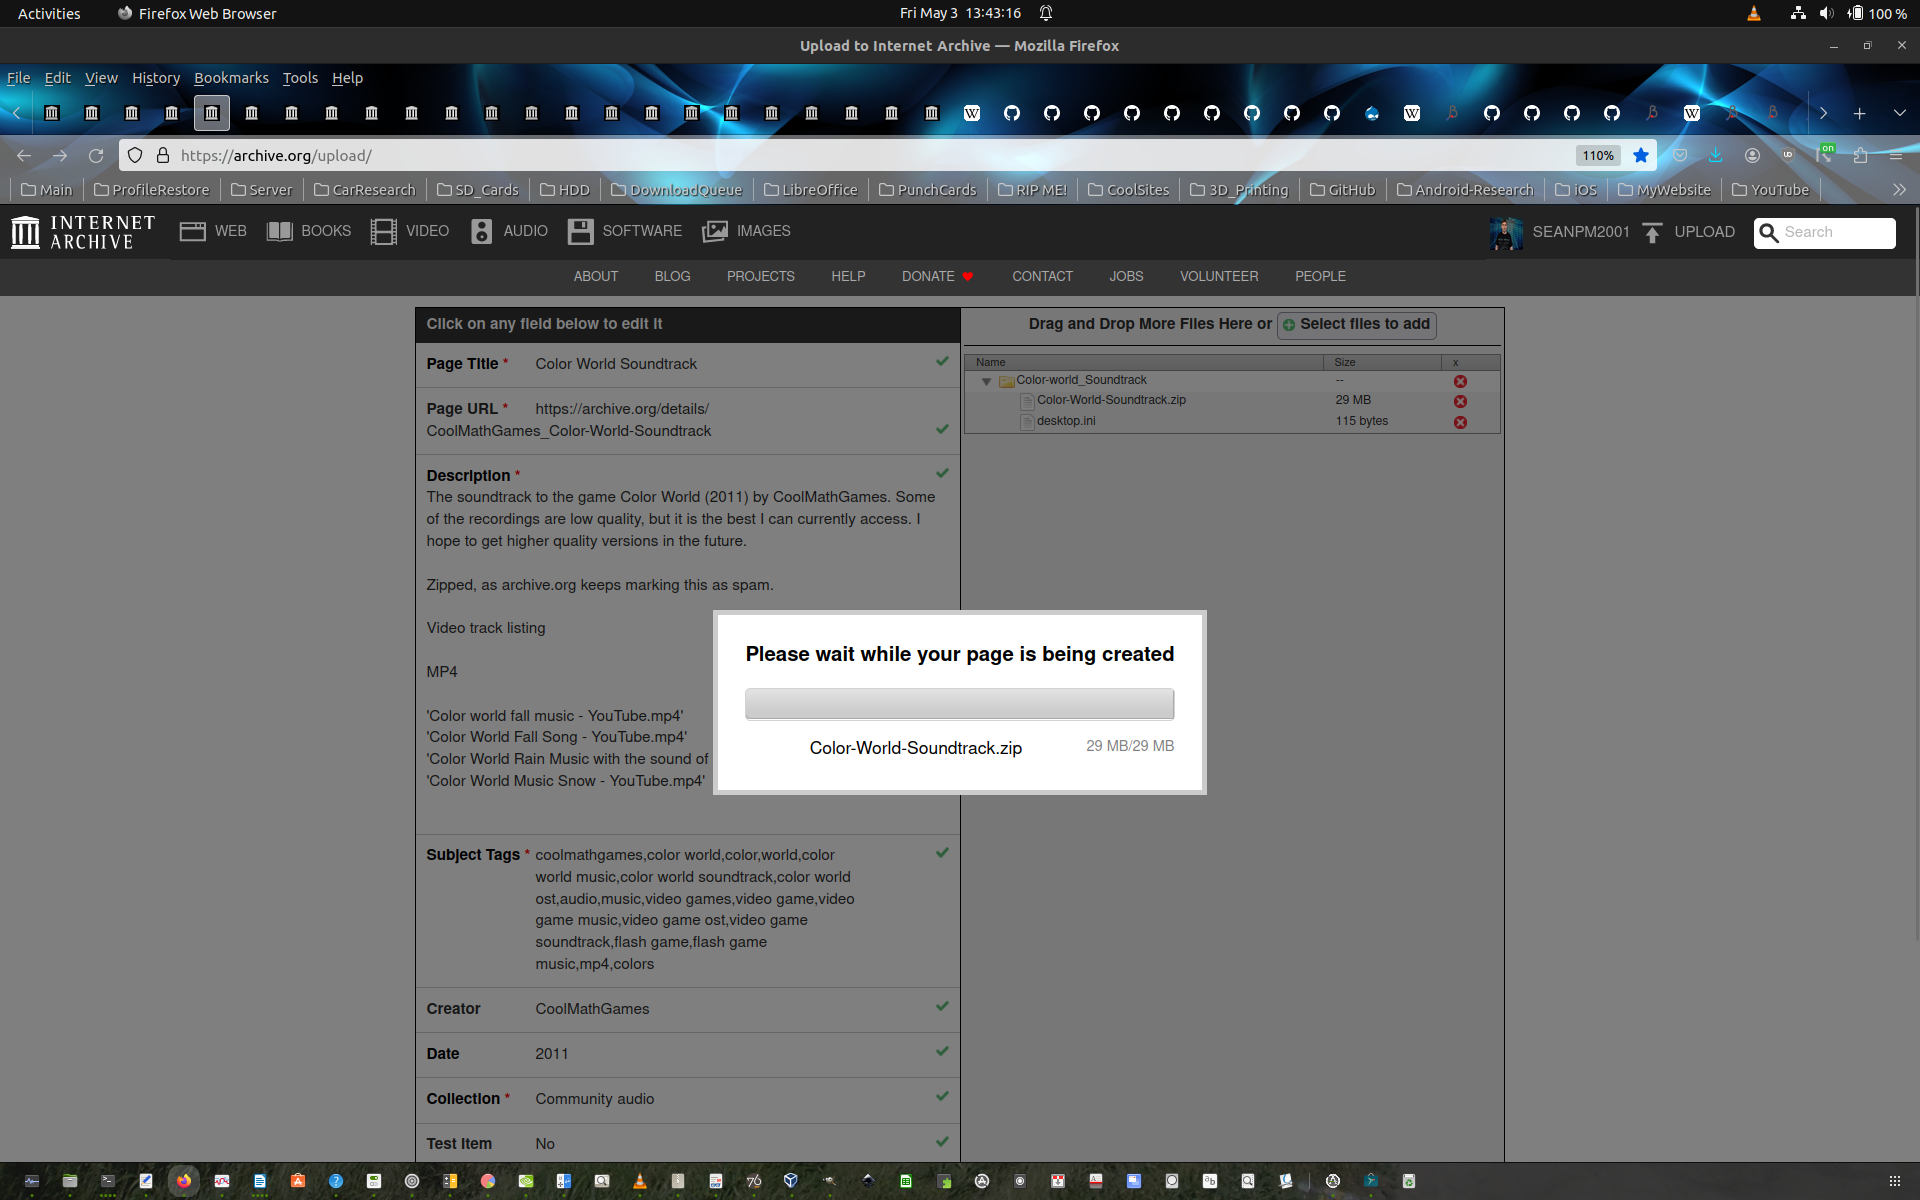 Activities
Firefox Web Browser
Fri May 3 13:43:16
100 %
Upload to Internet Archive — Mozilla Firefox
File Edit View History Bookmarks Tools Help
https://archive.org/upload/
110%
on
Main ProfileRestore Server CarResearch SD_Cards HDD DownloadQueue LibreOffice PunchCards RIP ME! CoolSites 3D_Printing GitHub Android-Research iOS MyWebsite YouTube
INTERNET ARCHIVE
WEB BOOKS VIDEO AUDIO SOFTWARE IMAGES
SEANPM2001 UPLOAD Search
ABOUT BLOG PROJECTS HELP DONATE CONTACT JOBS VOLUNTEER PEOPLE
Click on any field below to edit it
Page Title * Color World Soundtrack
Page URL * https://archive.org/details/
CoolMathGames_Color-World-Soundtrack
Description *
The soundtrack to the game Color World (2011) by CoolMathGames. Some
of the recordings are low quality, but it is the best I can currently access. I
hope to get higher quality versions in the future.
Zipped, as archive.org keeps marking this as spam.
Video track listing
MP4
'Color world fall music - YouTube.mp4'
'Color World Fall Song - YouTube.mp4'
'Color World Rain Music with the sound of
'Color World Music Snow - YouTube.mp4'
Subject Tags * coolmathgames,color world,color,world,color
world music,color world soundtrack,color world
ost,audio,music,video games,video game,video
game music,video game ost,video game
soundtrack,flash game,flash game
music,mp4,colors
Creator CoolMathGames
Date 2011
Collection * Community audio
Test Item No
Drag and Drop More Files Here or Select files to add
Name Size x
Color-world_Soundtrack --
Color-World-Soundtrack.zip 29 MB
desktop.ini 115 bytes
Please wait while your page is being created
Color-World-Soundtrack.zip 29 MB/29 MB